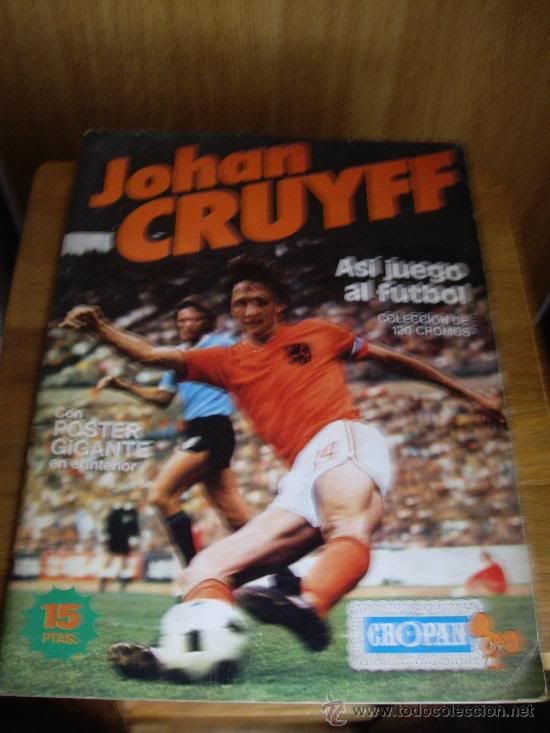 Johan
CRUYFF
Así juego
al fútbol
COLECCION DE
120 CROMOS
Con
POSTER
GIGANTE
en el interior
14
15
PTAS.
CROPAN
www.todocoleccion.net